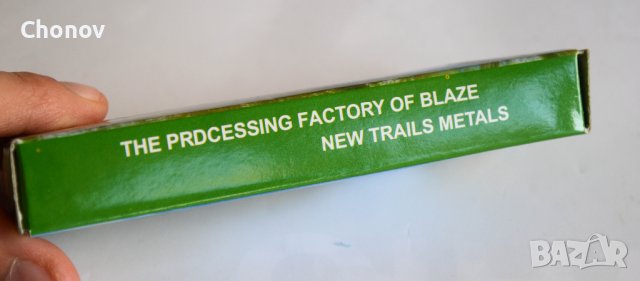 Chonov
THE PRDCESSING FACTORY OF BLAZE
NEW TRAILS METALS
BAZAR